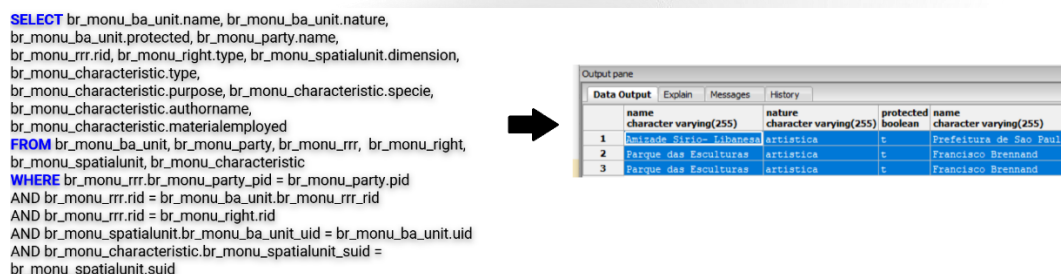 SELECT br_monu_ba_unit.name, br_monu_ba_unit.nature,
br_monu_ba_unit.protected, br_monu_party.name,
br_monu_rrr.rid, br_monu_right.type, br_monu_spatialunit.dimension,
br_monu_characteristic.type,
br_monu_characteristic.purpose, br_monu_characteristic.specie,
br_monu_characteristic.authorname,
br_monu_characteristic.materialemployed
FROM br_monu_ba_unit, br_monu_party, br_monu_rrr, br_monu_right,
br_monu_spatialunit, br_monu_characteristic
WHERE br_monu_rrr.br_monu_party_pid = br_monu_party.pid
AND br_monu_rrr.rid = br_monu_ba_unit.br_monu_rrr_rid
AND br_monu_rrr.rid = br_monu_right.rid
AND br_monu_spatialunit.br_monu_ba_unit_uid = br_monu_ba_unit.uid
AND br_monu_characteristic.br_monu_spatialunit_suid =
br_monu_spatialunit.suid
Output pane
Data Output Explain Messages History
name nature protected name
character varying(255) character varying(255) boolean character varying(255)
1 Amizade Sirio- Libanesa artistica t Prefeitura de Sao Paul
2 Parque das Esculturas artistica t Francisco Brennand
3 Parque das Esculturas artistica t Francisco Brennand